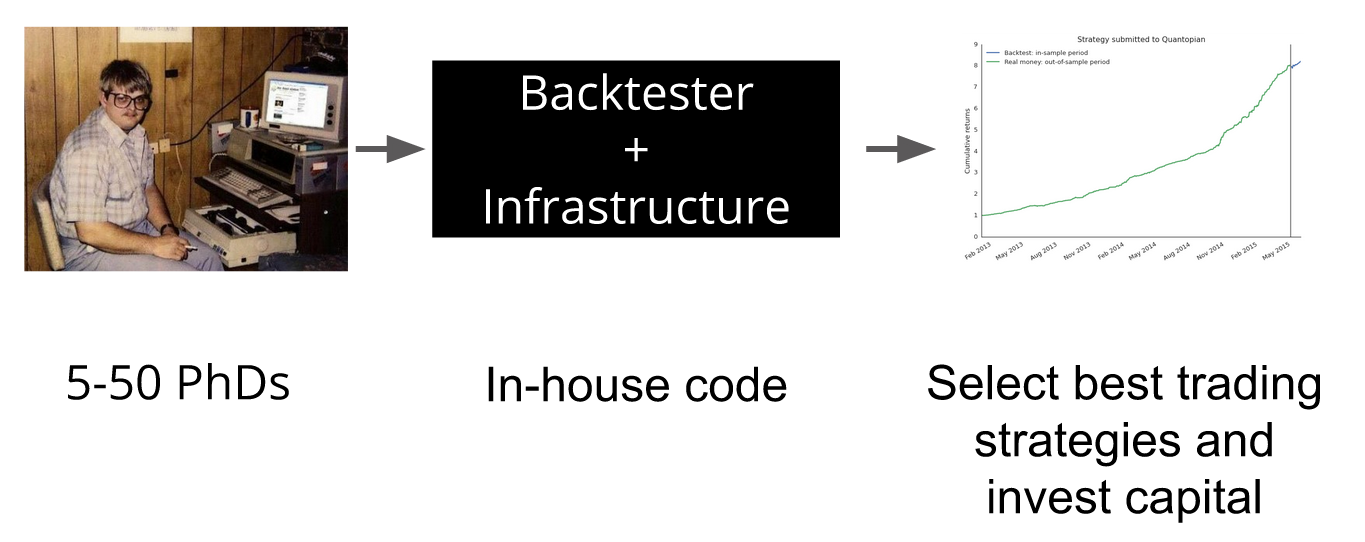 Backtester
+
Infrastructure
Strategy submitted to Quantopian
Backtest: in-sample period
Real money: out-of-sample period
Cumulative returns
9
8
7
6
5
4
3
2
1
0
Feb 2013
May 2013
Aug 2013
Nov 2013
Feb 2014
May 2014
Aug 2014
Nov 2014
Feb 2015
May 2015
5-50 PhDs
In-house code
Select best trading
strategies and
invest capital